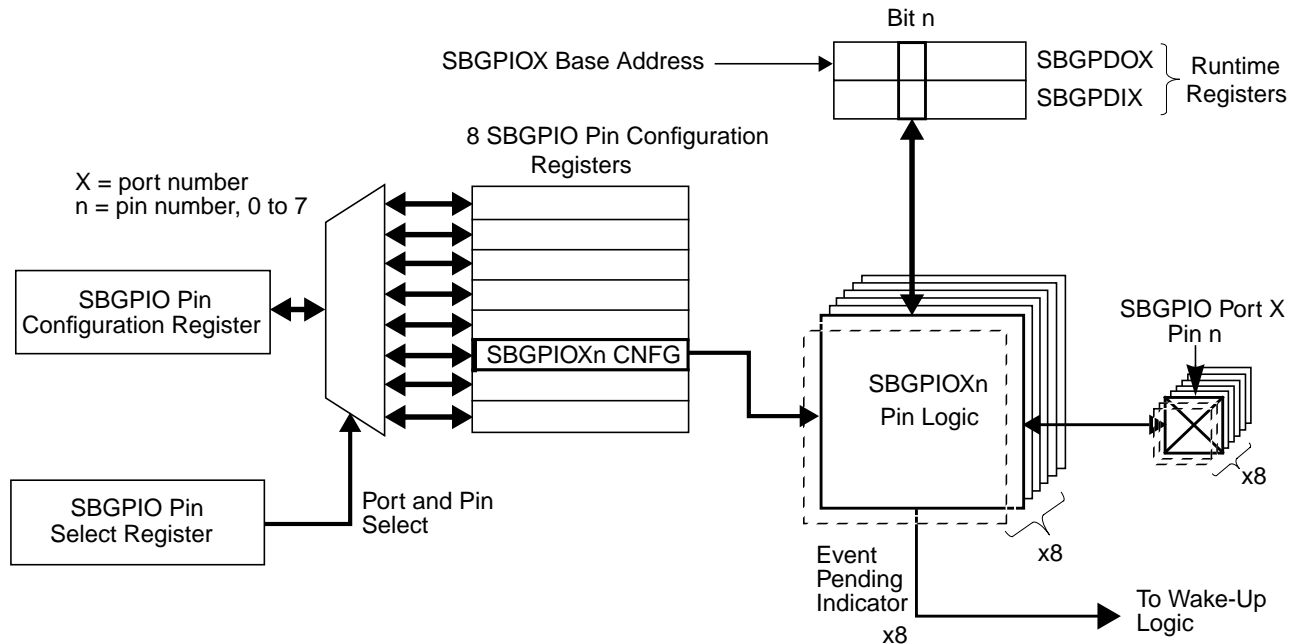 Bit n
SBGPIOX Base Address
SBGPDOX
SBGPDIX
Runtime
Registers
8 SBGPIO Pin Configuration
Registers
X = port number
n = pin number, 0 to 7
SBGPIO Pin
Configuration Register
SBGPIOXn CNFG
SBGPIOXn
Pin Logic
SBGPIO Port X
Pin n
x8
SBGPIO Pin
Select Register
Port and Pin
Select
x8
Event
Pending
Indicator
x8
To Wake-Up
Logic